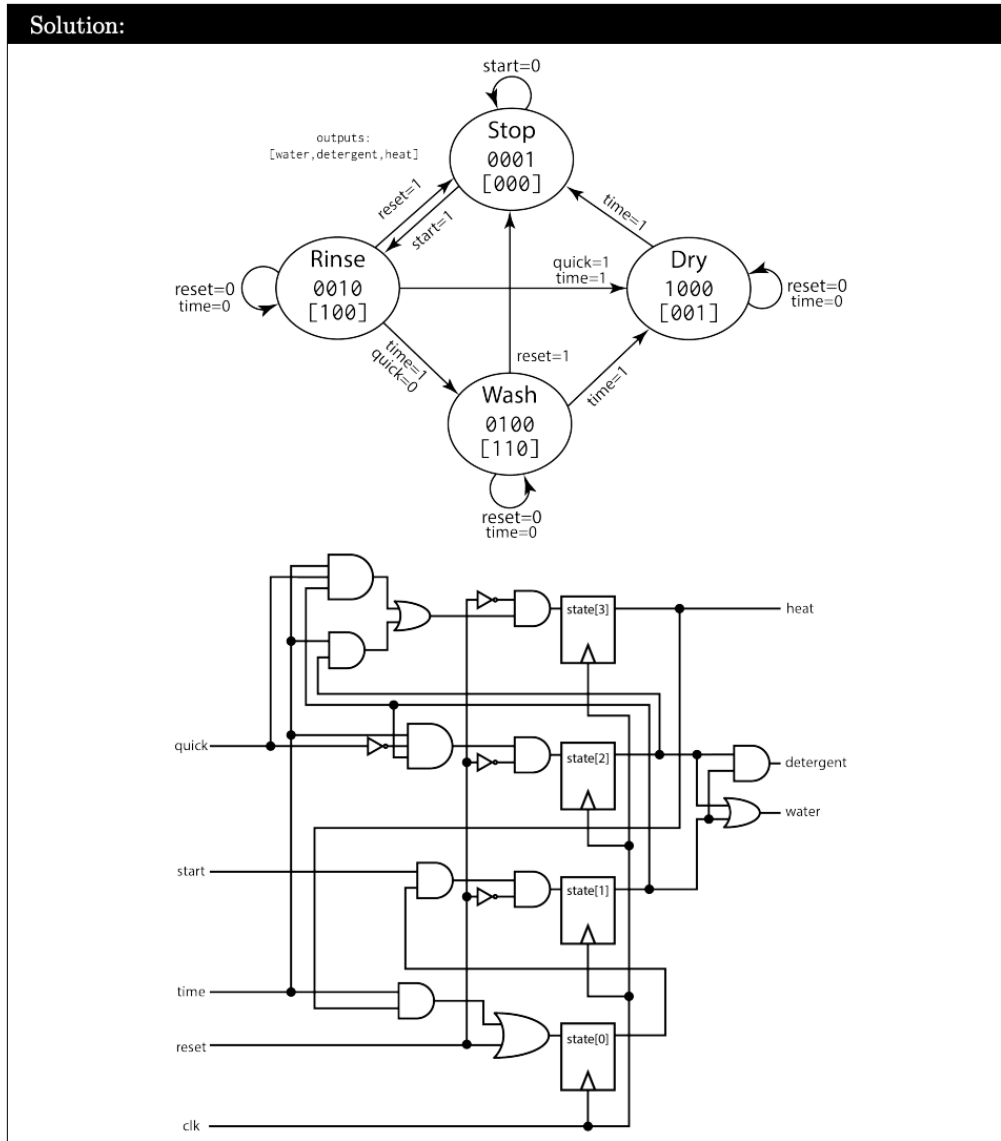 Solution:
start=0
Stop
0001
[000]
outputs:
[water,detergent,heat]
reset=1
start=1
time=1
Rinse
0010
[100]
reset=0
time=0
quick=1
time=1
Dry
1000
[001]
reset=0
time=0
time=1
quick=0
reset=1
time=1
Wash
0100
[110]
reset=0
time=0
state[3]
heat
quick
state[2]
detergent
water
start
state[1]
time
reset
state[0]
clk